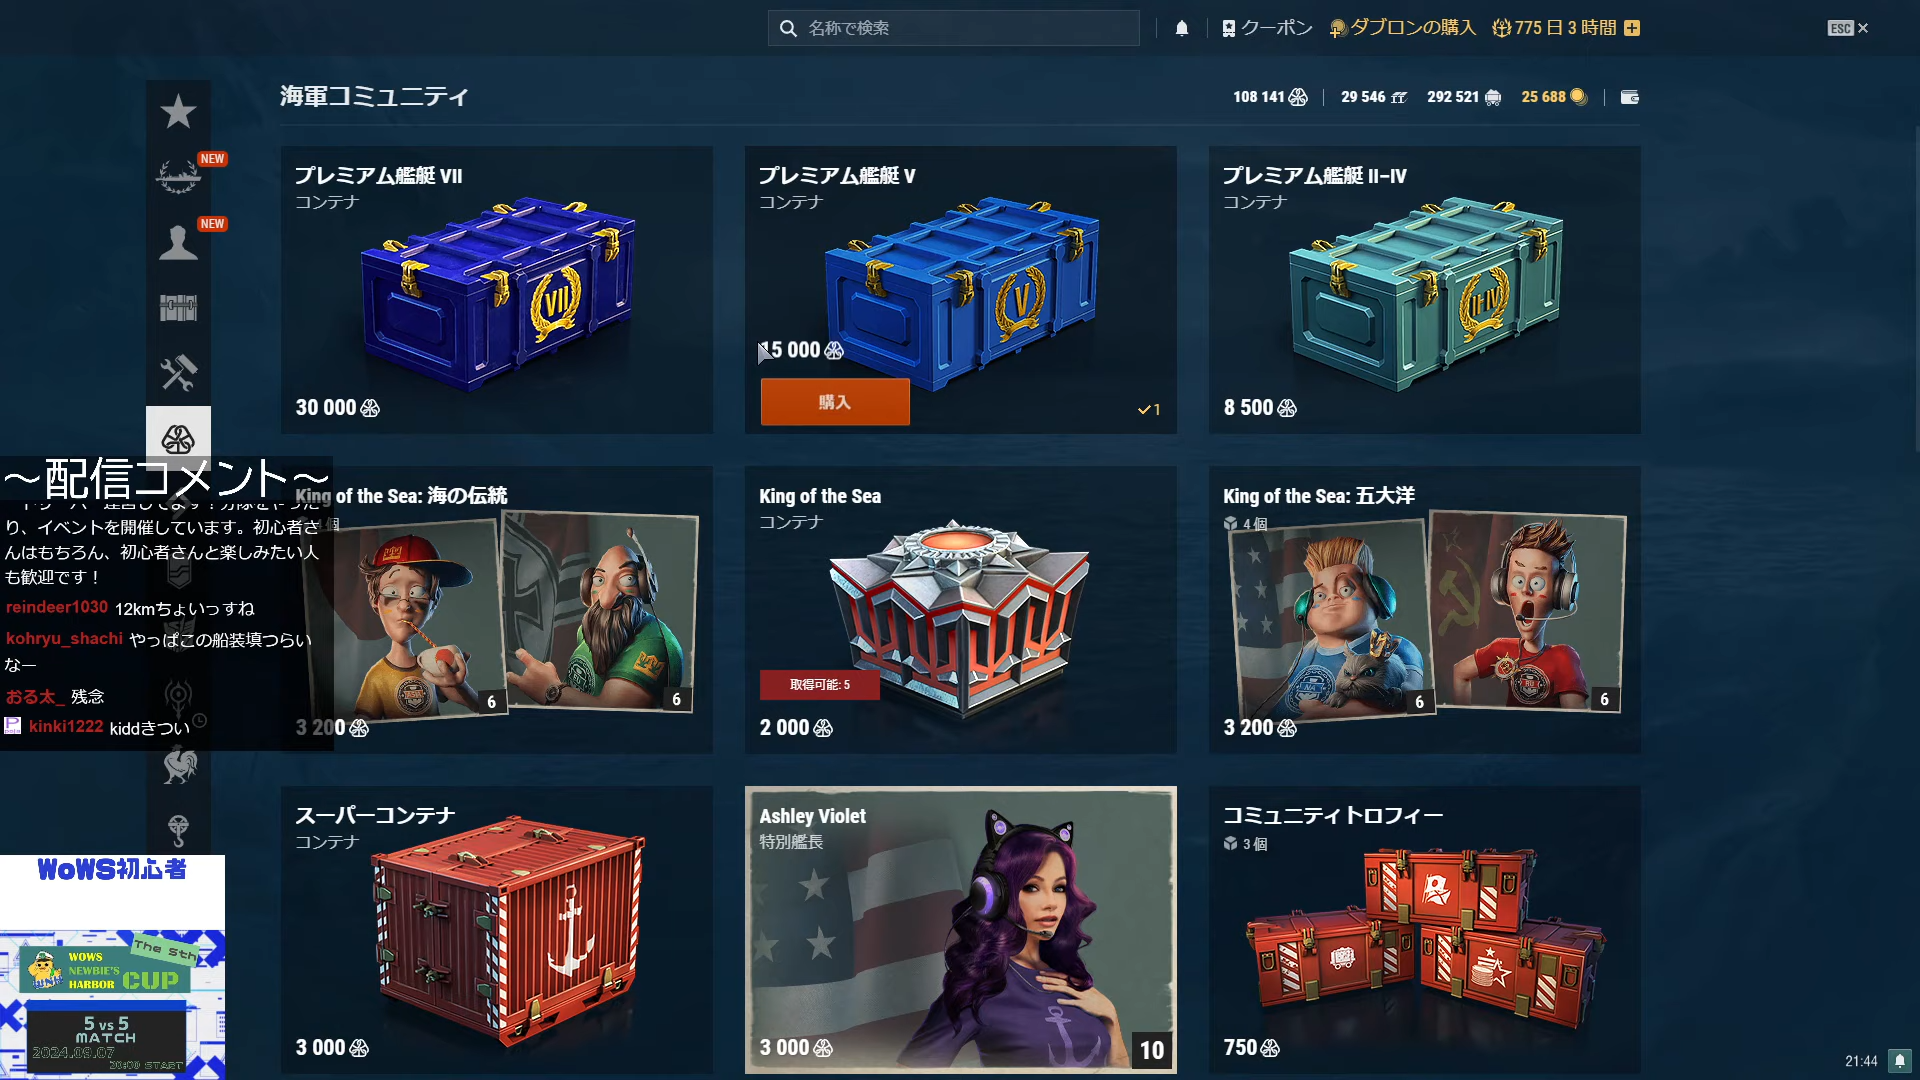 名称で検索
クーポン
ダブロンの購入
775 日 3 時間
ESC
海軍コミュニティ
108 141
29 546
292 521
25 688
NEW
NEW
プレミアム艦艇 VII
コンテナ
VII
30 000
プレミアム艦艇 V
コンテナ
V
15 000
購入
1
プレミアム艦艇 II-IV
コンテナ
II-IV
8 500
～配信コメント～
り、イベントを開催しています。初心者さ
んはもちろん、初心者さんと楽しみたい人
も歓迎です！
reindeer1030 12kmちょいっすね
kohryu_shachi やっぱこの船装填つらい
なー
おる太_ 残念
kinki1222 kiddきつい
King of the Sea: 海の伝統
6
6
3 200
King of the Sea
コンテナ
取得可能: 5
2 000
King of the Sea: 五大洋
4 個
6
6
3 200
スーパーコンテナ
コンテナ
3 000
Ashley Violet
特別艦長
3 000
10
コミュニティトロフィー
3 個
750
WoWS初心者
The 5th
WOWS
NEWBIE'S
HARBOR
CUP
5 vs 5
MATCH
2024.09.07
20:00 START
21:44